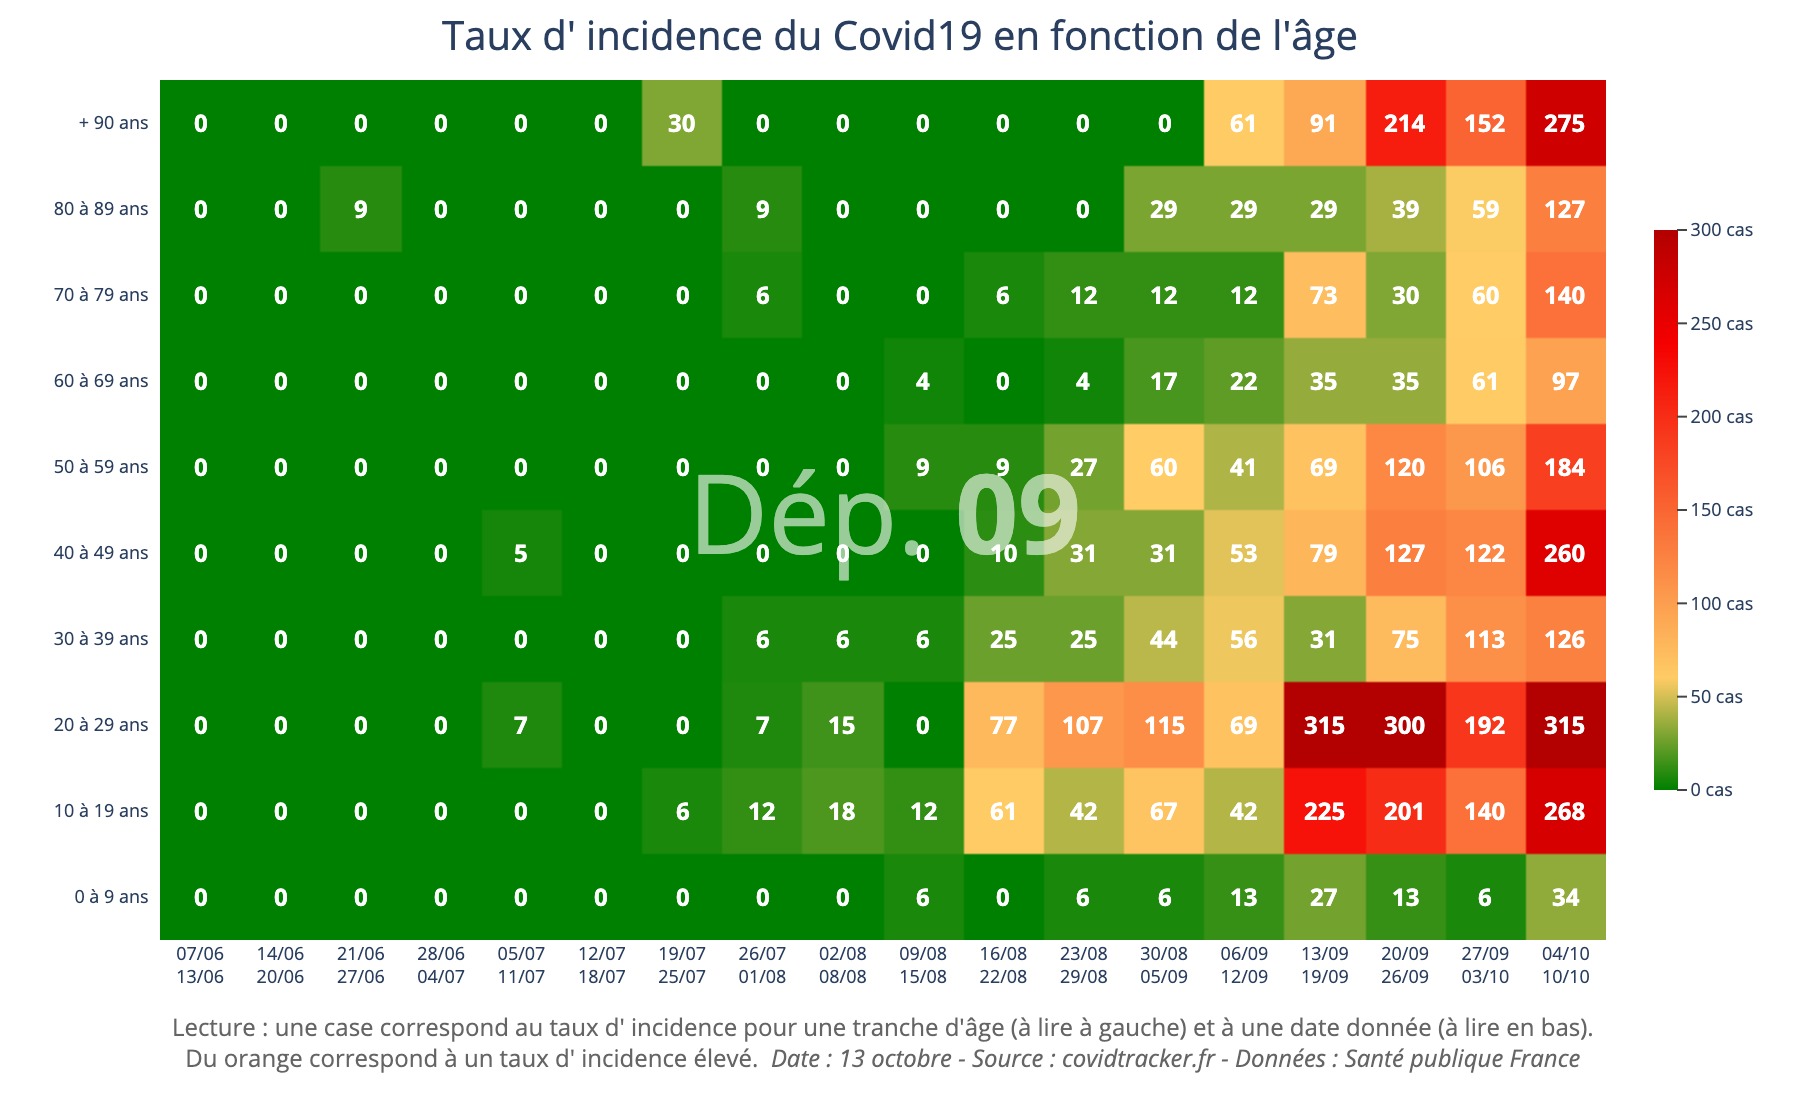 Taux d' incidence du Covid19 en fonction de l'âge
+ 90 ans 0 0 0 0 0 0 30 0 0 0 0 0 0 61 91 214 152 275
80 à 89 ans 0 0 9 0 0 0 0 9 0 0 0 0 29 29 29 39 59 127
70 à 79 ans 0 0 0 0 0 0 0 6 0 0 6 12 12 12 73 30 60 140
60 à 69 ans 0 0 0 0 0 0 0 0 0 4 0 4 17 22 35 35 61 97
50 à 59 ans 0 0 0 0 0 0 0 0 0 9 9 27 60 41 69 120 106 184
Dép. 09
40 à 49 ans 0 0 0 0 5 0 0 0 0 0 10 31 31 53 79 127 122 260
30 à 39 ans 0 0 0 0 0 0 0 6 6 6 25 25 44 56 31 75 113 126
20 à 29 ans 0 0 0 0 7 0 0 7 15 0 77 107 115 69 315 300 192 315
10 à 19 ans 0 0 0 0 0 0 6 12 18 12 61 42 67 42 225 201 140 268
0 à 9 ans 0 0 0 0 0 0 0 0 0 6 0 6 6 13 27 13 6 34
07/06 14/06 21/06 28/06 05/07 12/07 19/07 26/07 02/08 09/08 16/08 23/08 30/08 06/09 13/09 20/09 27/09 04/10
13/06 20/06 27/06 04/07 11/07 18/07 25/07 01/08 08/08 15/08 22/08 29/08 05/09 12/09 19/09 26/09 03/10 10/10
300 cas
250 cas
200 cas
150 cas
100 cas
50 cas
0 cas
Lecture : une case correspond au taux d' incidence pour une tranche d'âge (à lire à gauche) et à une date donnée (à lire en bas).
Du orange correspond à un taux d' incidence élevé. Date : 13 octobre - Source : covidtracker.fr - Données : Santé publique France